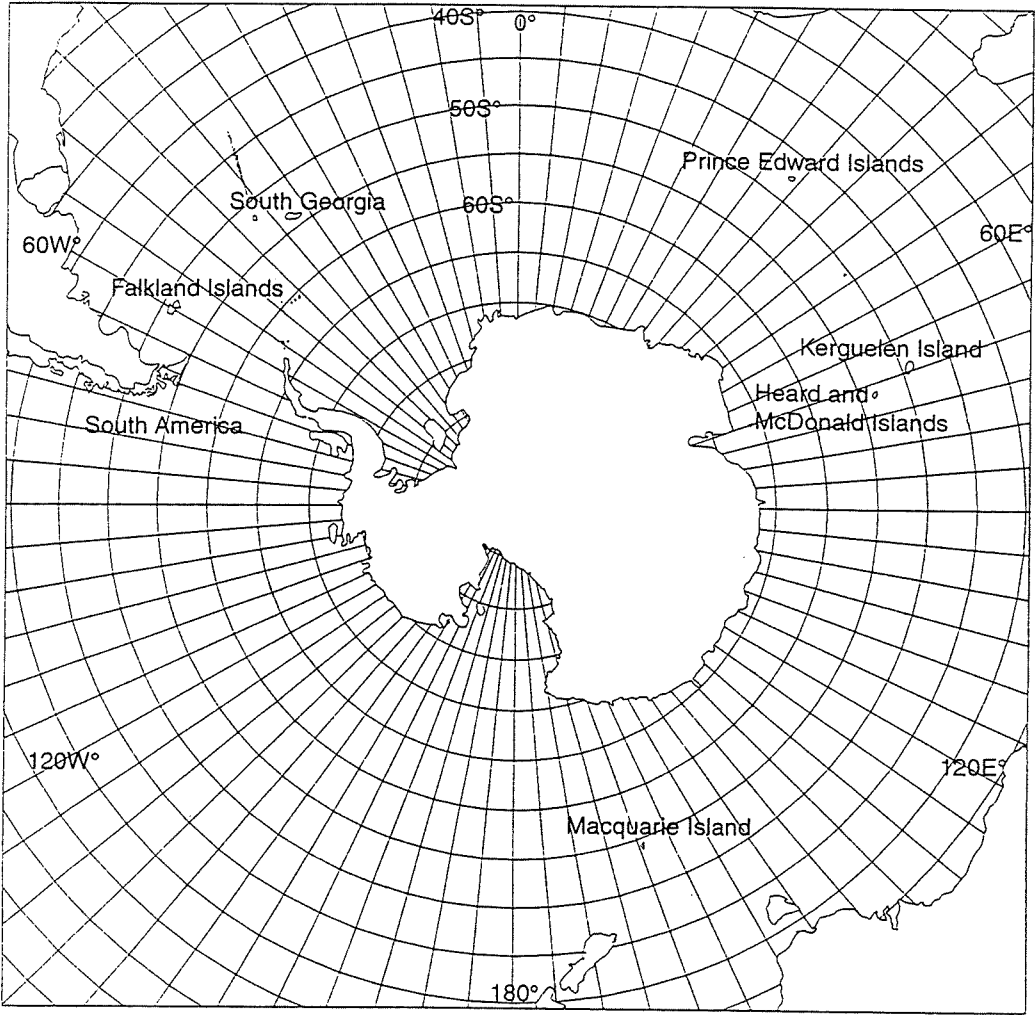 40S°
0°
50S°
Prince Edward Islands
South Georgia
60S°
60E°
60W°
Falkland Islands
Kerguelen Island
Heard and
McDonald Islands
South America
120W°
120E°
Macquarie Island
180°